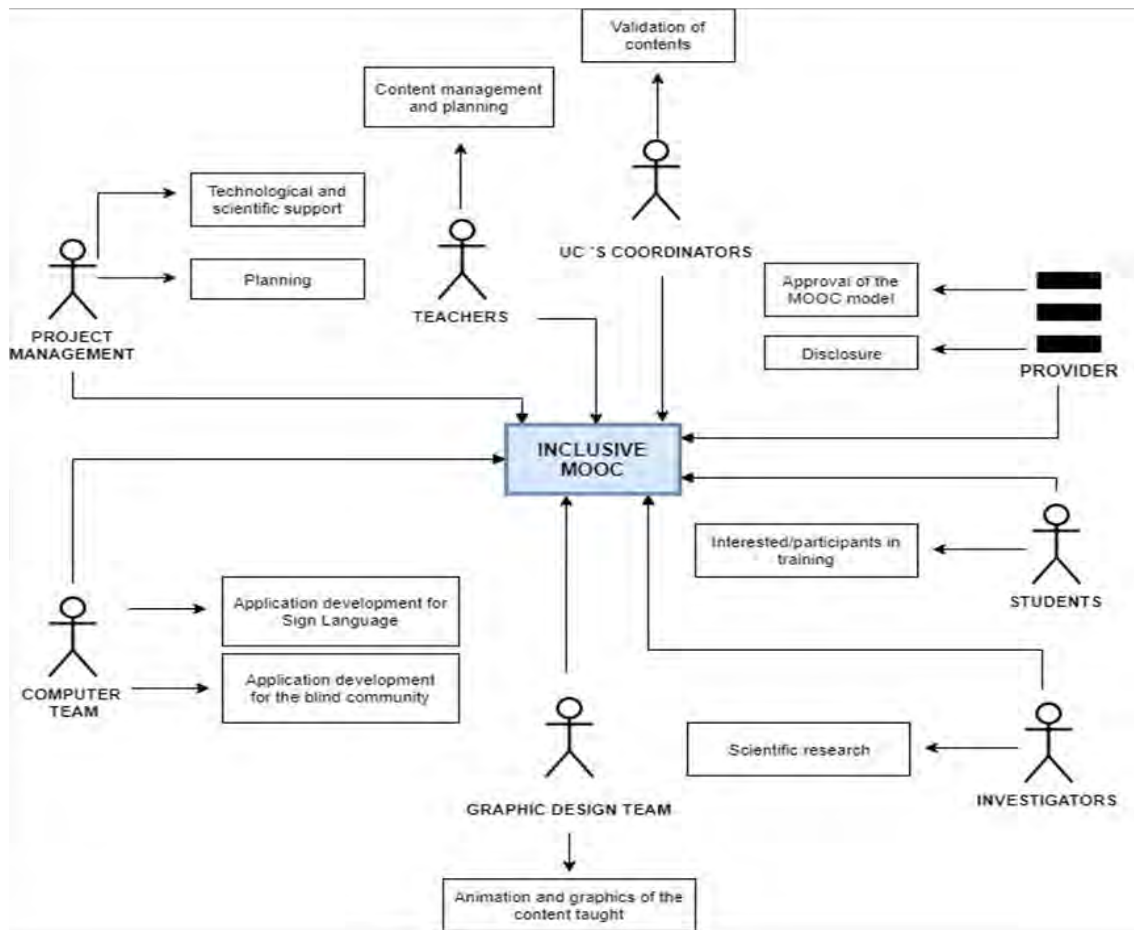 Validation of
contents
Content management
and planning
Technological and
scientific support
Planning
PROJECT
MANAGEMENT
TEACHERS
UC´S COORDINATORS
Approval of the
MOOC model
Disclosure
PROVIDER
INCLUSIVE
MOOC
Interested/participants in
training
STUDENTS
Application development for
Sign Language
Application development
for the blind community
COMPUTER
TEAM
GRAPHIC DESIGN TEAM
Scientific research
INVESTIGATORS
Animation and graphics of the
content taught